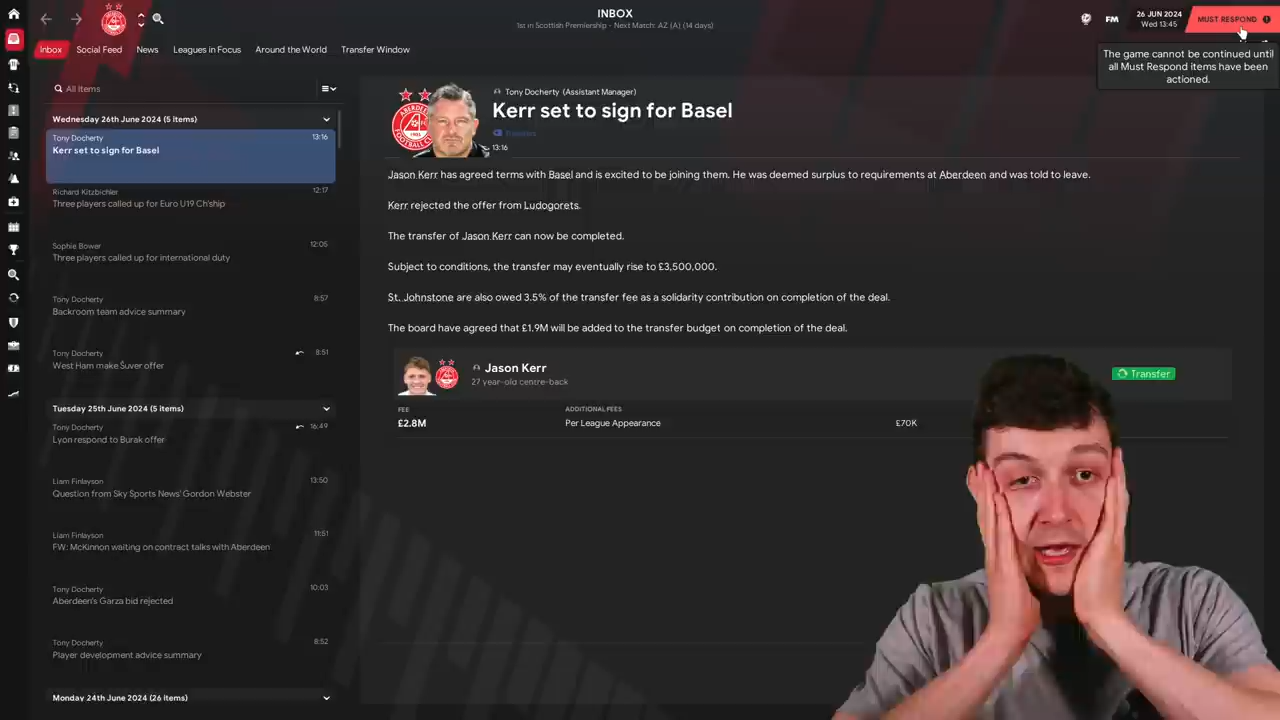 INBOX
1st in Scottish Premiership - Next Match: AZ (A) (14 days)
FM
26 JUN 2024
Wed 13:45
MUST RESPOND
The game cannot be continued until
all Must Respond items have been
actioned.
Inbox
Social Feed
News
Leagues in Focus
Around the World
Transfer Window
All Items
Wednesday 26th June 2024 (5 items)
Tony Docherty
13:16
Kerr set to sign for Basel
Richard Kitzbichler
12:17
Three players called up for Euro U19 Ch'ship
Sophie Bower
12:05
Three players called up for international duty
Tony Docherty
8:57
Backroom team advice summary
Tony Docherty
8:51
West Ham make Šuver offer
Tuesday 25th June 2024 (5 items)
Tony Docherty
16:49
Lyon respond to Burak offer
Liam Finlayson
13:50
Question from Sky Sports News' Gordon Webster
Liam Finlayson
11:51
FW: McKinnon waiting on contract talks with Aberdeen
Tony Docherty
10:03
Aberdeen's Garza bid rejected
Tony Docherty
8:52
Player development advice summary
Monday 24th June 2024 (26 items)
Tony Docherty (Assistant Manager)
Kerr set to sign for Basel
13:16
Jason Kerr has agreed terms with Basel and is excited to be joining them. He was deemed surplus to requirements at Aberdeen and was told to leave.
Kerr rejected the offer from Ludogorets.
The transfer of Jason Kerr can now be completed.
Subject to conditions, the transfer may eventually rise to £3,500,000.
St. Johnstone are also owed 3.5% of the transfer fee as a solidarity contribution on completion of the deal.
The board have agreed that £1.9M will be added to the transfer budget on completion of the deal.
Jason Kerr
27 year-old centre-back
Transfer
FEE
ADDITIONAL FEES
£2.8M
Per League Appearance
£70K